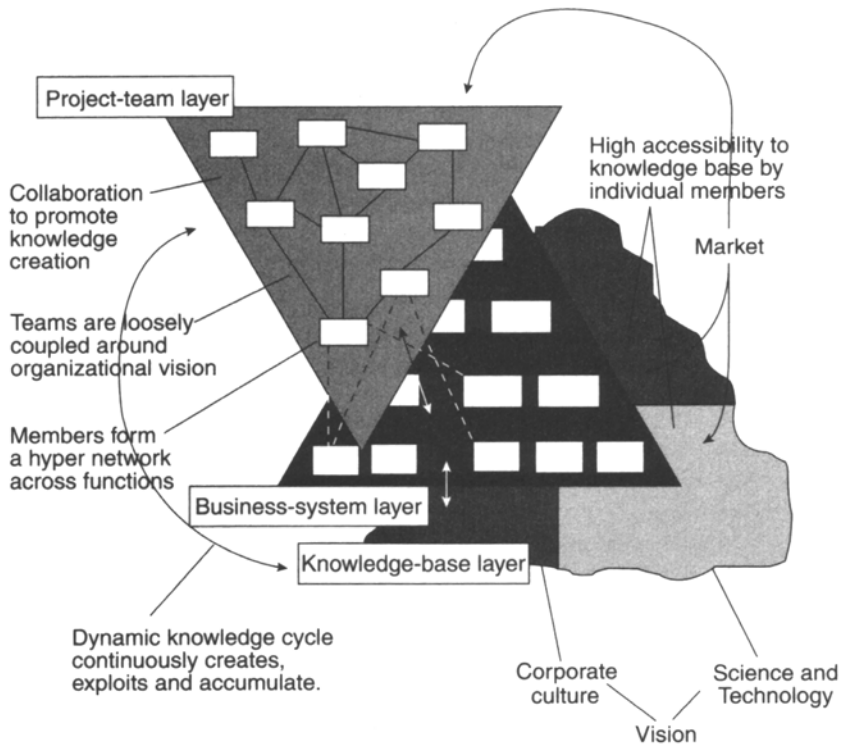 Project-team layer
High accessibility to
knowledge base by
individual members
Collaboration
to promote
knowledge
creation
Market
Teams are loosely
coupled around
organizational vision
Members form
a hyper network
across functions
Business-system layer
Knowledge-base layer
Dynamic knowledge cycle
continuously creates,
exploits and accumulate.
Corporate
culture
Science and
Technology
Vision